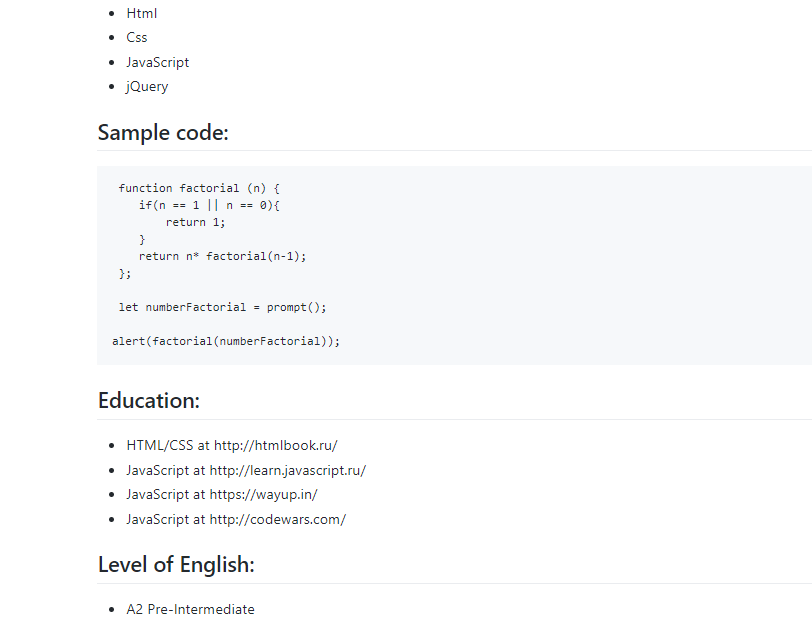 Html
Css
JavaScript
jQuery
Sample code:
function factorial (n) {
if(n == 1 || n == 0){
return 1;
}
return n* factorial(n-1);
};
let numberFactorial = prompt();
alert(factorial(numberFactorial));
Education:
HTML/CSS at http://htmlbook.ru/
JavaScript at http://learn.javascript.ru/
JavaScript at https://wayup.in/
JavaScript at http://codewars.com/
Level of English:
A2 Pre-Intermediate